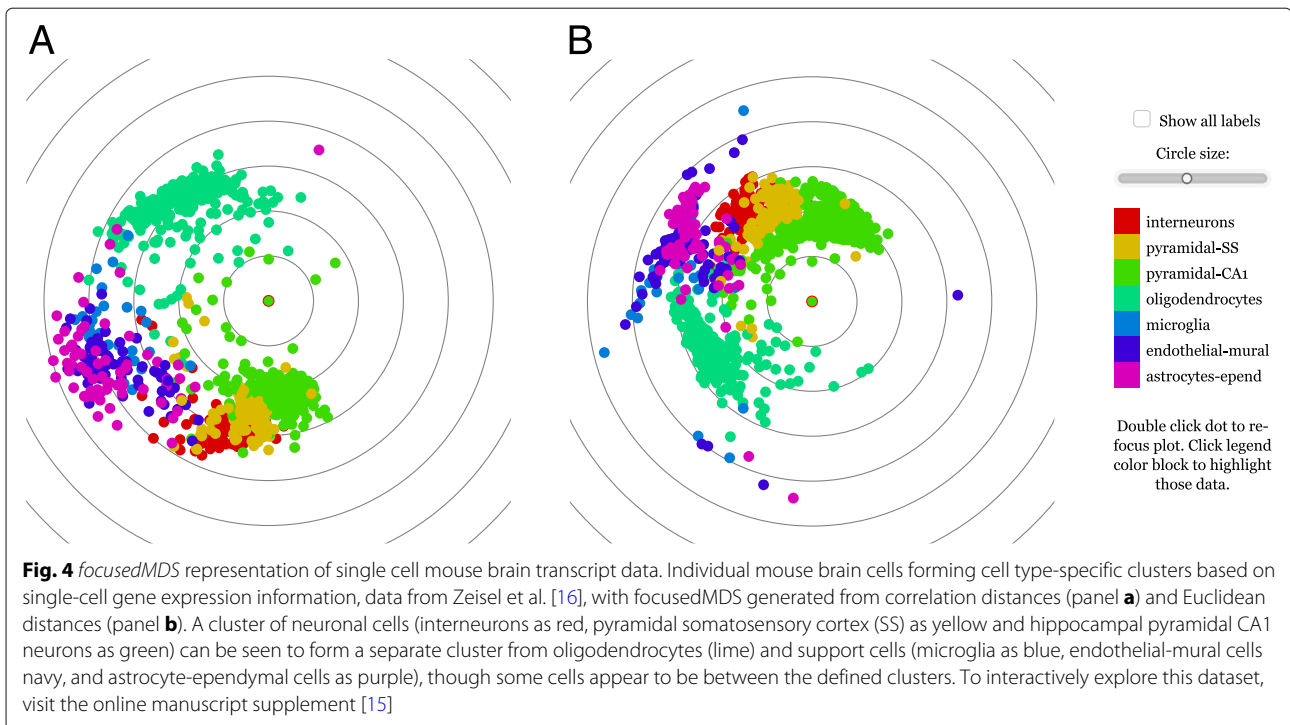 A
B
Show all labels
Circle size:
interneurons
pyramidal-SS
pyramidal-CA1
oligodendrocytes
microglia
endothelial-mural
astrocytes-epend
Double click dot to re-
focus plot. Click legend
color block to highlight
those data.
Fig. 4 focusedMDS representation of single cell mouse brain transcript data. Individual mouse brain cells forming cell type-specific clusters based on
single-cell gene expression information, data from Zeisel et al. [16], with focusedMDS generated from correlation distances (panel a) and Euclidean
distances (panel b). A cluster of neuronal cells (interneurons as red, pyramidal somatosensory cortex (SS) as yellow and hippocampal pyramidal CA1
neurons as green) can be seen to form a separate cluster from oligodendrocytes (lime) and support cells (microglia as blue, endothelial-mural cells
navy, and astrocyte-ependymal cells as purple), though some cells appear to be between the defined clusters. To interactively explore this dataset,
visit the online manuscript supplement [15]